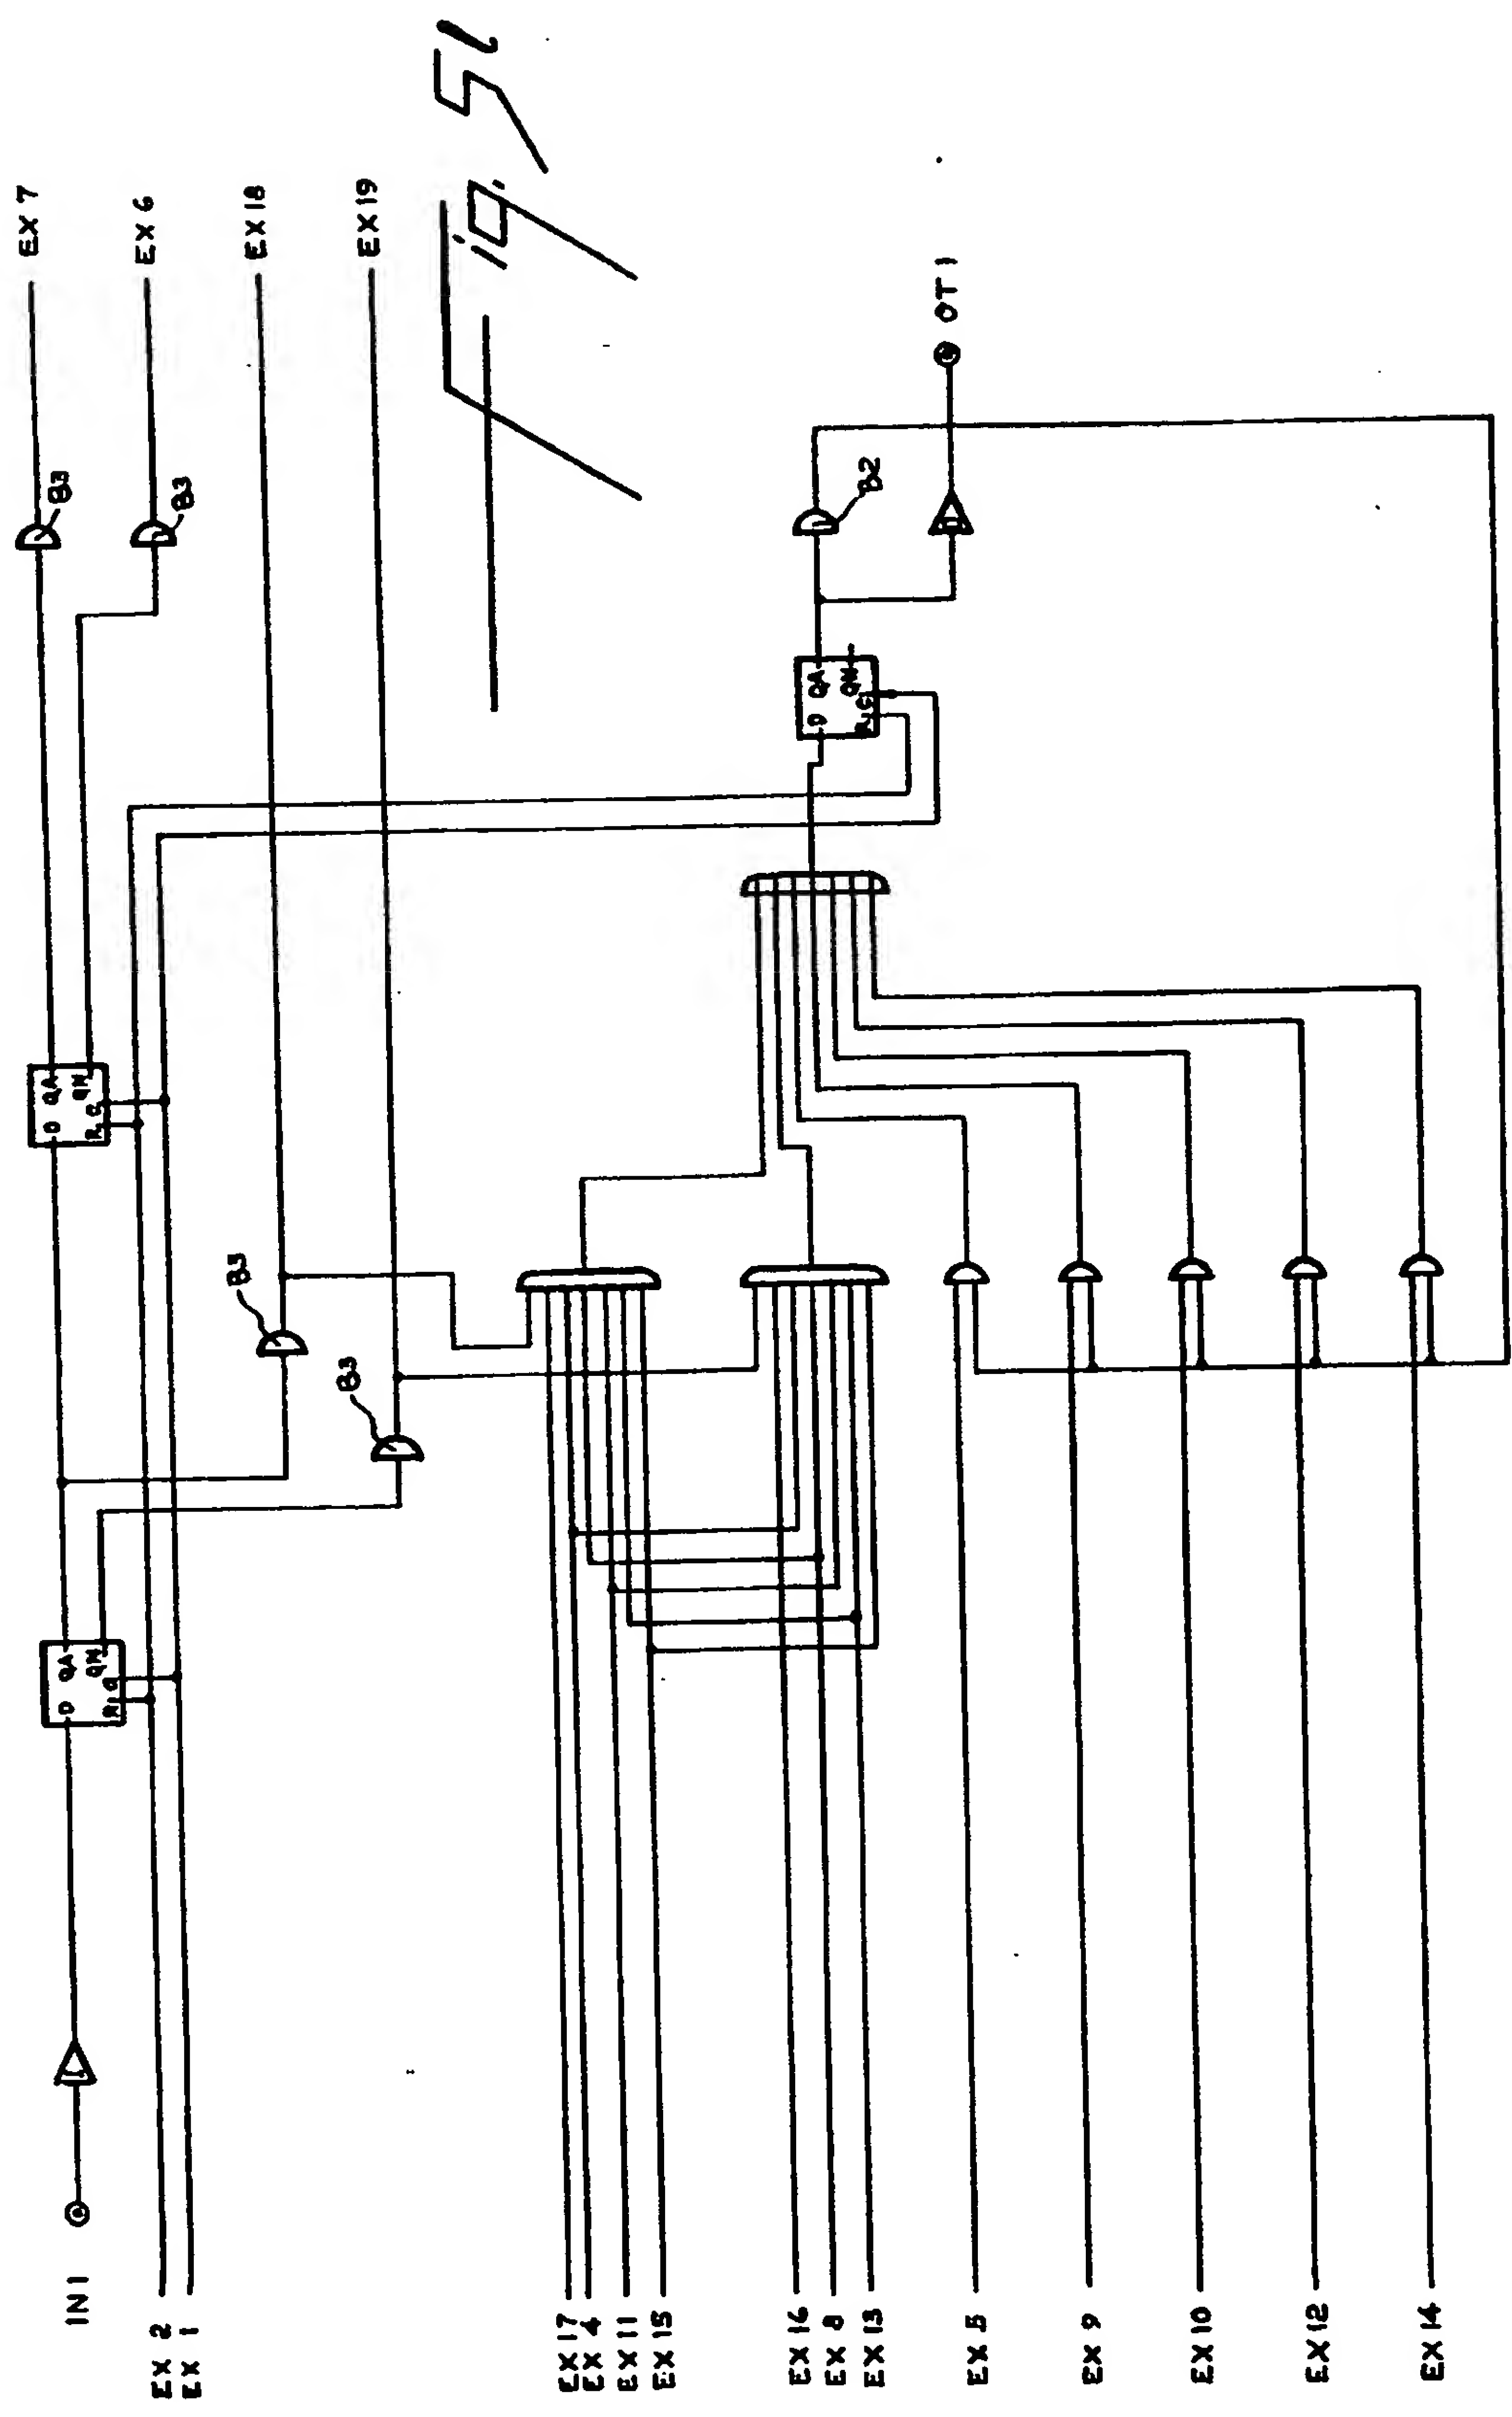 IN 1
EX 2
EX 1
EX 17
EX 4
EX 11
EX 15
EX 16
EX 8
EX 13
EX 5
EX 9
EX 10
EX 12
EX 14
D QA
QN
R C
D QA
QN
R C
B3
B3
B3
B3
EX 7
EX 6
EX 18
EX 19
D QA
QN
R C
B2
OT 1
Fig. 5l